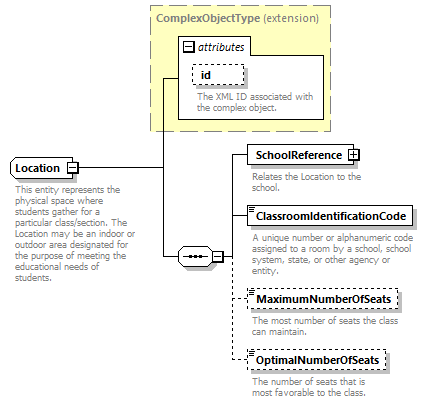 ComplexObjectType (extension)
attributes
id
The XML ID associated with
the complex object.
Location
This entity represents the
physical space where
students gather for a
particular class/section. The
Location may be an indoor or
outdoor area designated for
the purpose of meeting the
educational needs of
students.
SchoolReference
Relates the Location to the
school.
ClassroomIdentificationCode
A unique number or alphanumeric code
assigned to a room by a school, school
system, state, or other agency or
entity.
MaximumNumberOfSeats
The most number of seats the class
can maintain.
OptimalNumberOfSeats
The number of seats that is
most favorable to the class.